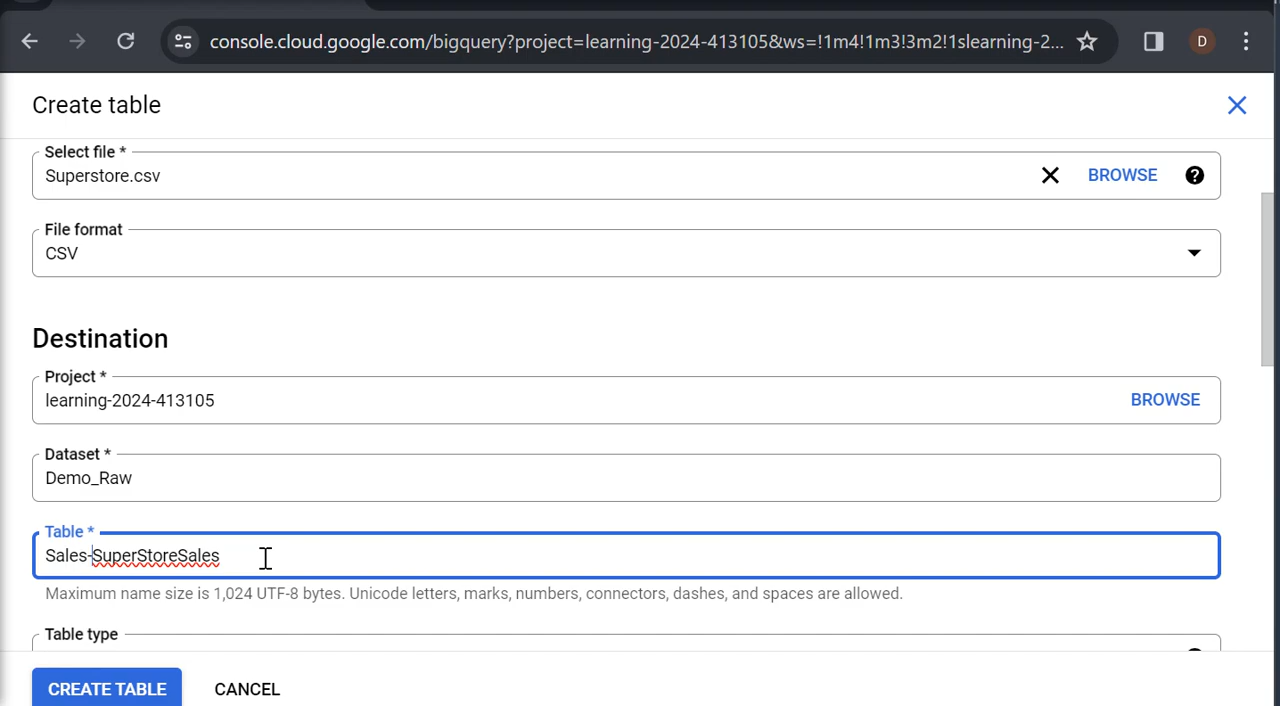 console.cloud.google.com/bigquery?project=learning-2024-413105&ws=!1m4!1m3!3m2!1slearning-2...
D
Create table
Select file *
Superstore.csv
BROWSE
File format
CSV
Destination
Project *
learning-2024-413105
BROWSE
Dataset *
Demo_Raw
Table *
Sales-SuperStoreSales
Maximum name size is 1,024 UTF-8 bytes. Unicode letters, marks, numbers, connectors, dashes, and spaces are allowed.
Table type
CREATE TABLE
CANCEL